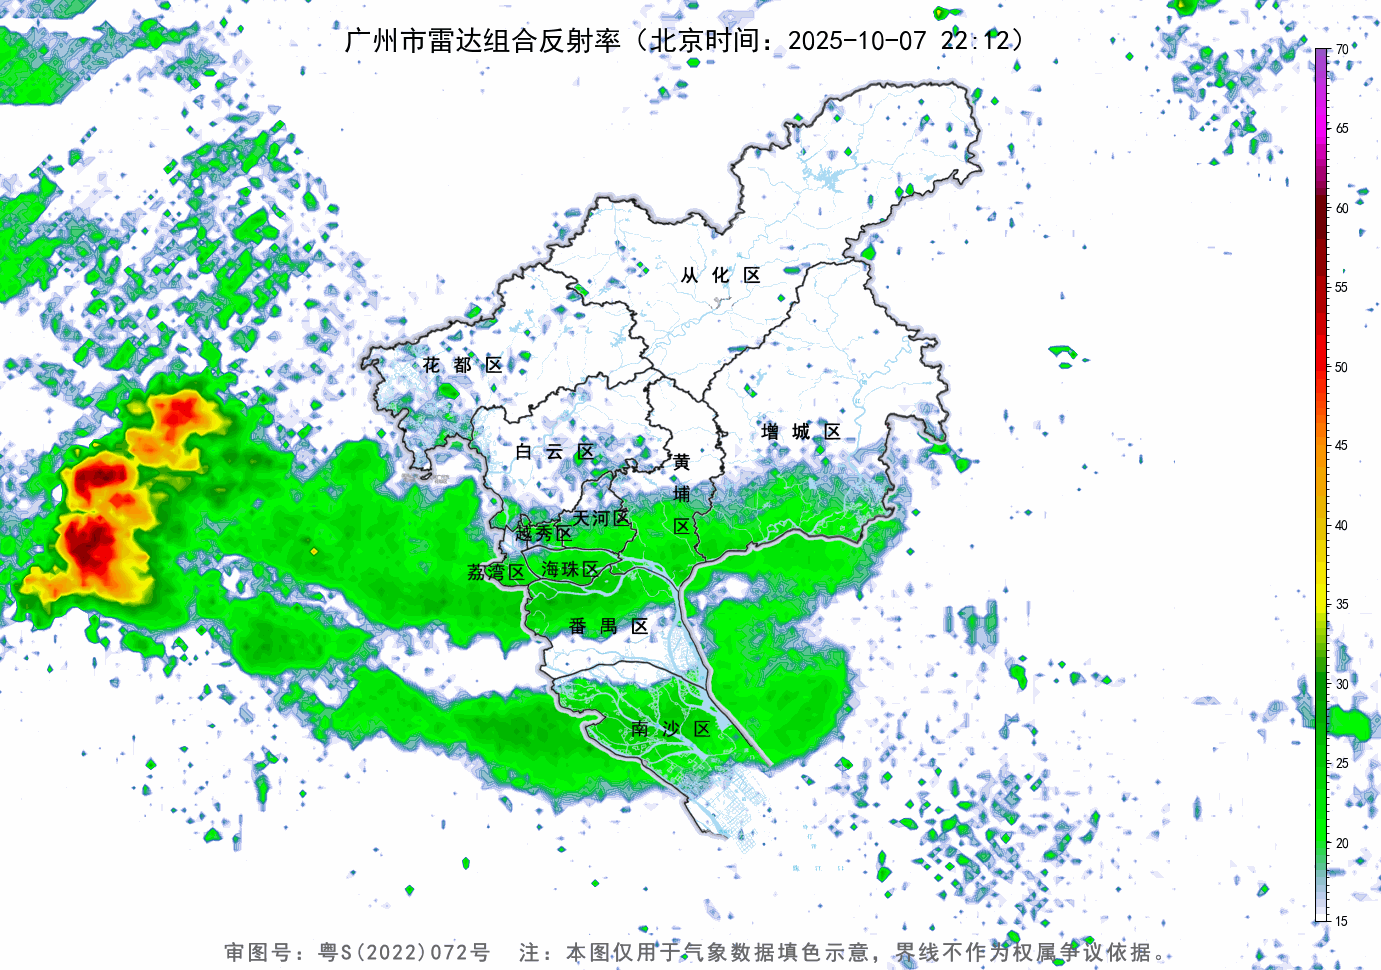 广州市雷达组合反射率（北京时间：2025-10-07 22:12）
70
65
60
55
50
45
40
35
30
25
20
15
从化区
花都区
增城区
白云区
黄埔区
天河区
越秀区
荔湾区
海珠区
番禺区
南沙区
审图号：粤S(2022)072号 注：本图仅用于气象数据填色示意，界线不作为权属争议依据。